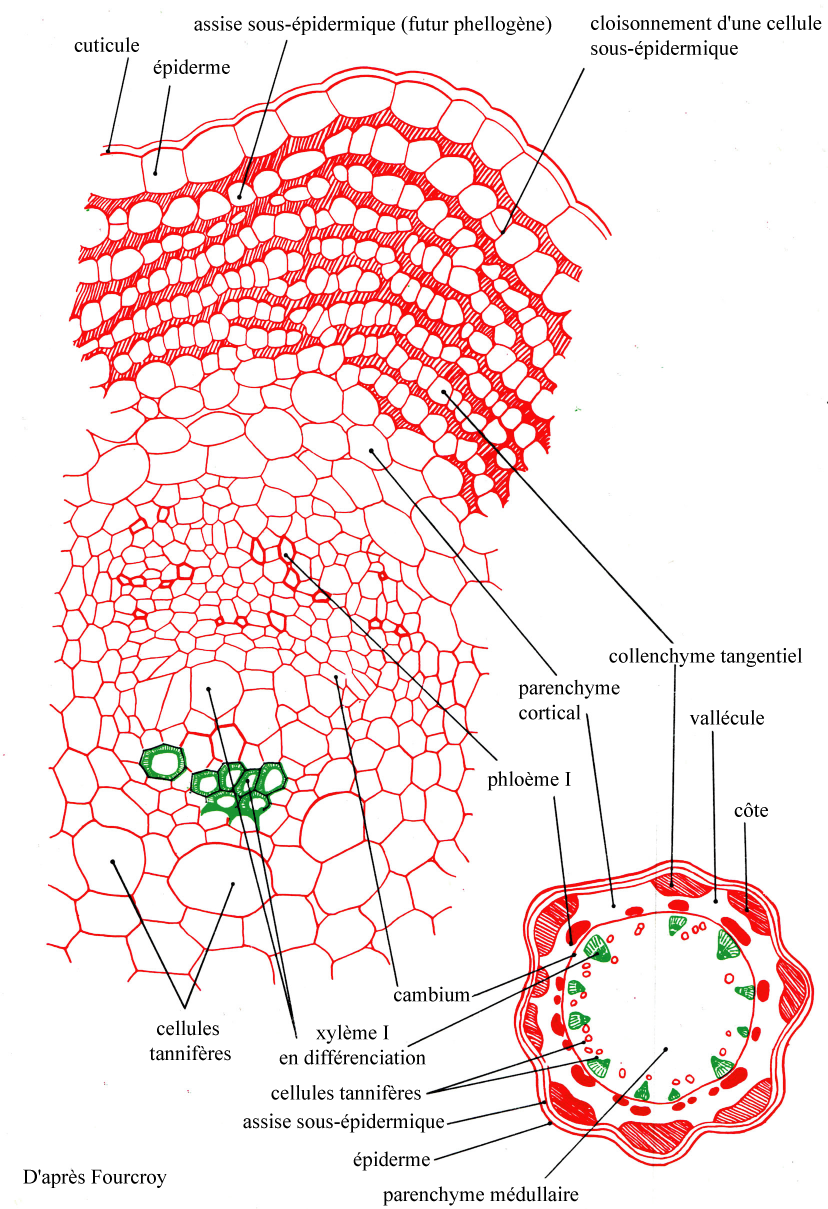 assise sous-épidermique (futur phellogène)
cloisonnement d'une cellule
sous-épidermique
cuticule
épiderme
collenchyme tangentiel
parenchyme
cortical
vallécule
phloème I
côte
cambium
cellules
tannifères
xylème I
en différenciation
cellules tannifères
assise sous-épidermique
épiderme
D'après Fourcroy
parenchyme médullaire